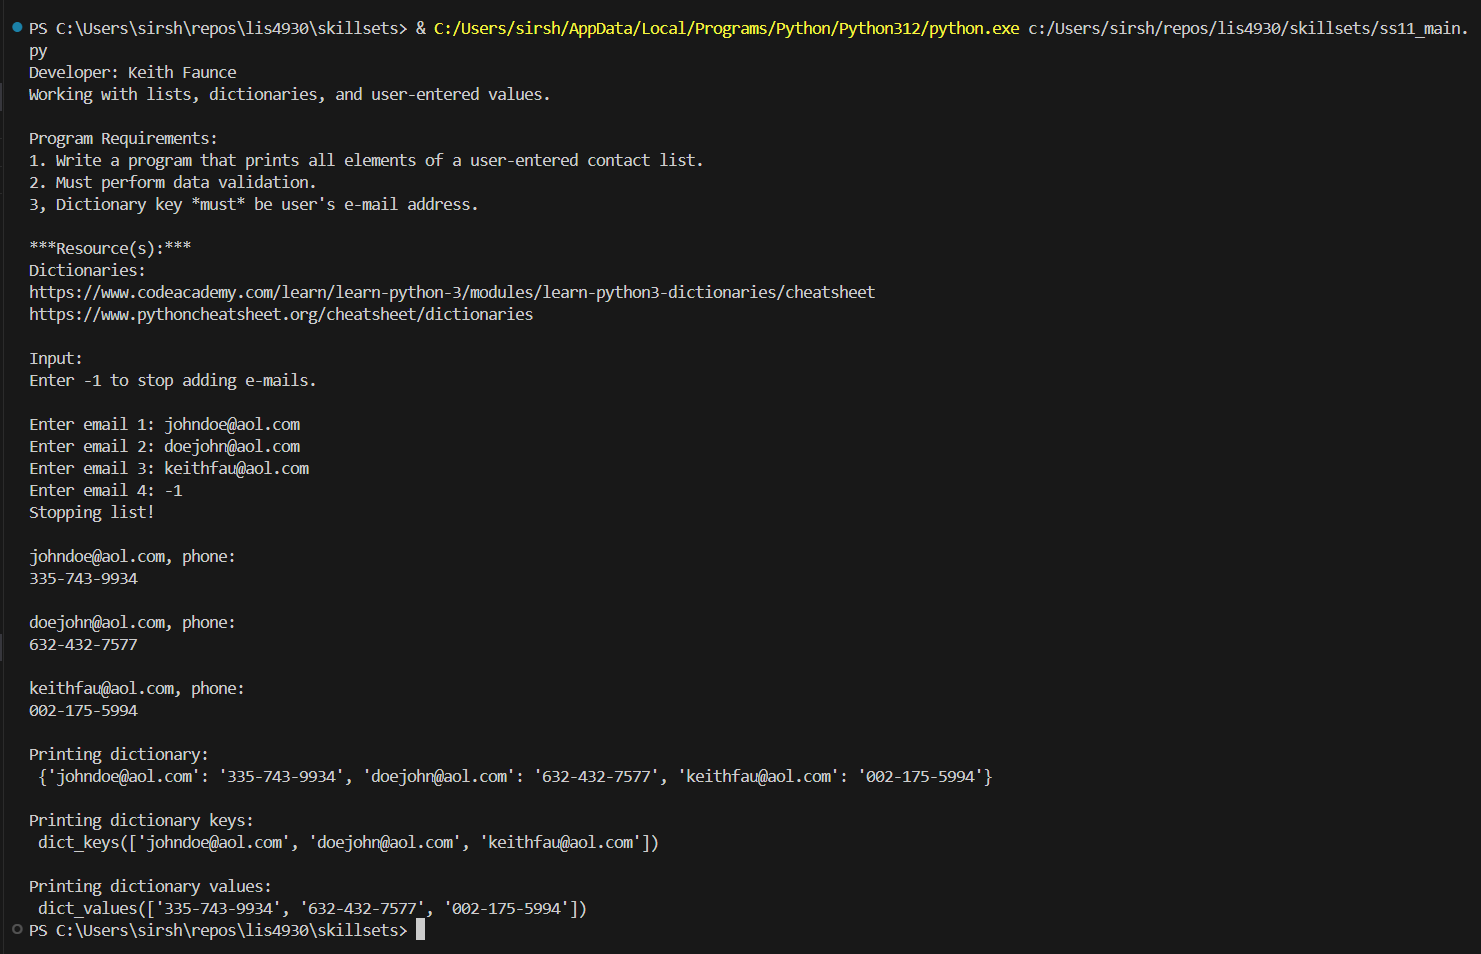 PS C:\Users\sirsh\repos\lis4930\skillsets> & C:/Users/sirsh/AppData/Local/Programs/Python/Python312/python.exe c:/Users/sirsh/repos/lis4930/skillsets/ss11_main.
py
Developer: Keith Faunce
Working with lists, dictionaries, and user-entered values.
Program Requirements:
1. Write a program that prints all elements of a user-entered contact list.
2. Must perform data validation.
3, Dictionary key *must* be user's e-mail address.
***Resource(s):***
Dictionaries:
https://www.codeacademy.com/learn/learn-python-3/modules/learn-python3-dictionaries/cheatsheet
https://www.pythoncheatsheet.org/cheatsheet/dictionaries
Input:
Enter -1 to stop adding e-mails.
Enter email 1: johndoe@aol.com
Enter email 2: doejohn@aol.com
Enter email 3: keithfau@aol.com
Enter email 4: -1
Stopping list!
johndoe@aol.com, phone:
335-743-9934
doejohn@aol.com, phone:
632-432-7577
keithfau@aol.com, phone:
002-175-5994
Printing dictionary:
{'johndoe@aol.com': '335-743-9934', 'doejohn@aol.com': '632-432-7577', 'keithfau@aol.com': '002-175-5994'}
Printing dictionary keys:
dict_keys(['johndoe@aol.com', 'doejohn@aol.com', 'keithfau@aol.com'])
Printing dictionary values:
dict_values(['335-743-9934', '632-432-7577', '002-175-5994'])
PS C:\Users\sirsh\repos\lis4930\skillsets>